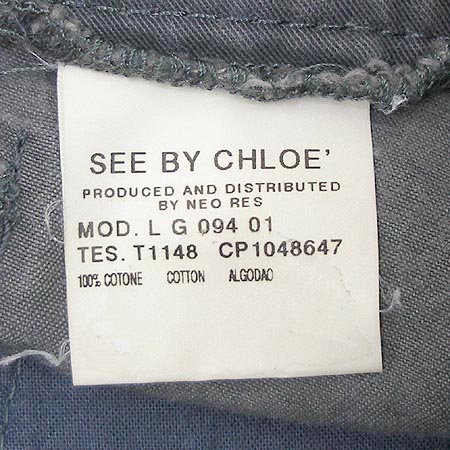 SEE BY CHLOE'
PRODUCED AND DISTRIBUTED
BY NEO RES
MOD. L G 094 01
TES. T1148 CP1048647
100% COTONE COTTON ALGODAO